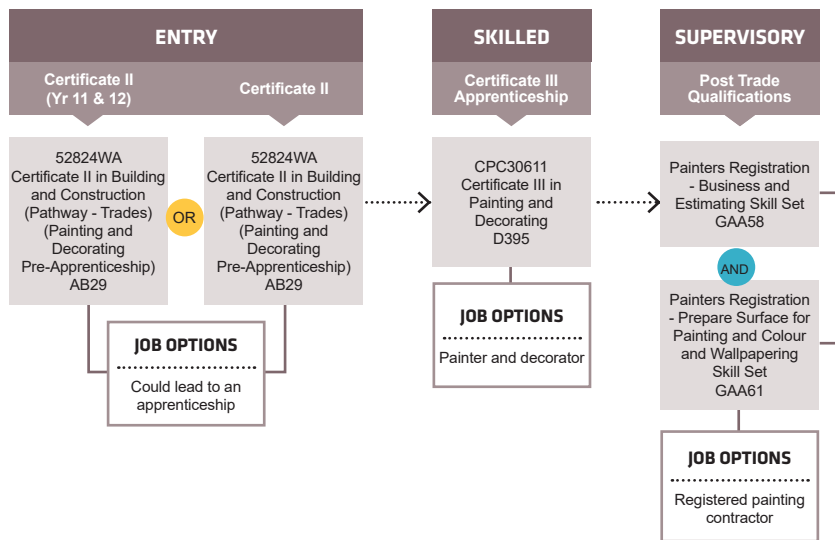 ENTRY
Certificate II
(Yr 11 & 12)
Certificate II
52824WA
Certificate II in Building
and Construction
(Pathway - Trades)
(Painting and
Decorating
Pre-Apprenticeship)
AB29
OR
52824WA
Certificate II in Building
and Construction
(Pathway - Trades)
(Painting and
Decorating
Pre-Apprenticeship)
AB29
JOB OPTIONS
Could lead to an
apprenticeship
SKILLED
Certificate III
Apprenticeship
CPC30611
Certificate III in
Painting and
Decorating
D395
JOB OPTIONS
Painter and decorator
SUPERVISORY
Post Trade
Qualifications
Painters Registration
- Business and
Estimating Skill Set
GAA58
AND
Painters Registration
- Prepare Surface for
Painting and Colour
and Wallpapering
Skill Set
GAA61
JOB OPTIONS
Registered painting
contractor